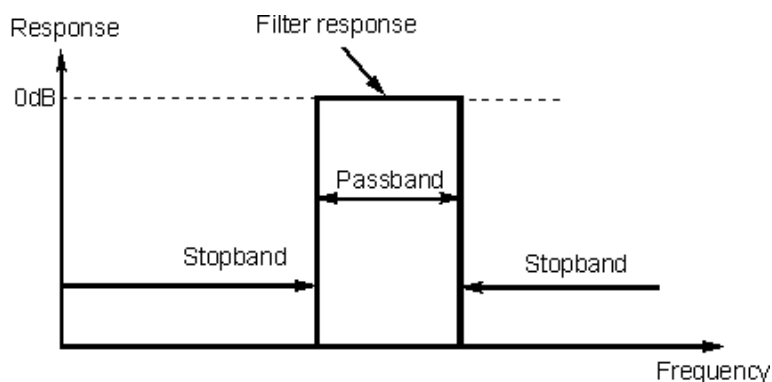 Filter response
Response
0dB
Passband
Stopband
Stopband
Frequency